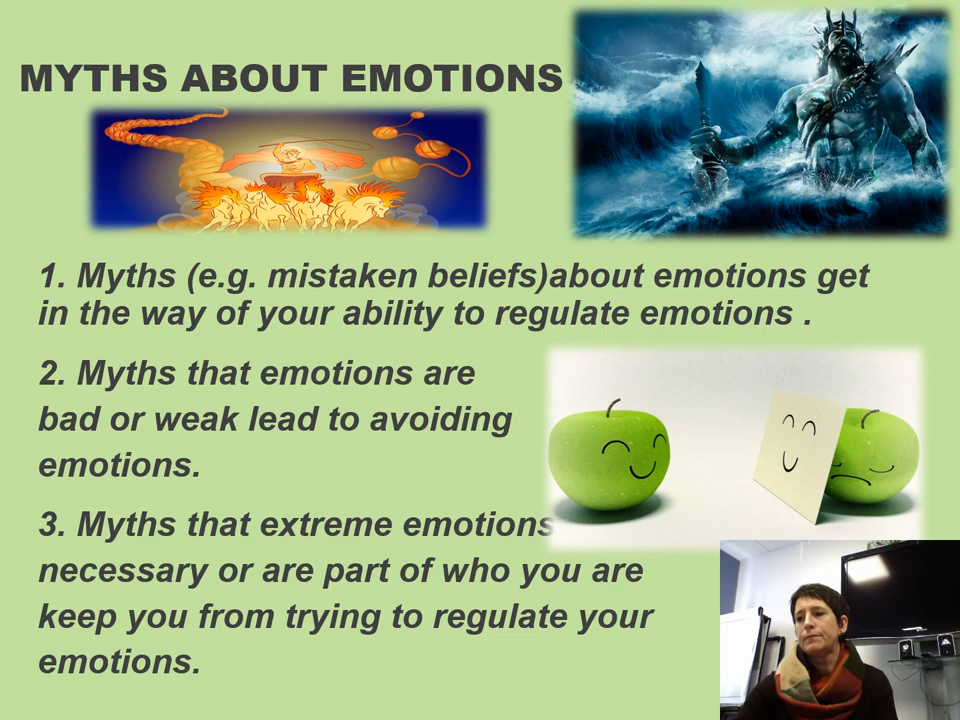 MYTHS ABOUT EMOTIONS
1. Myths (e.g. mistaken beliefs)about emotions get
in the way of your ability to regulate emotions .
2. Myths that emotions are
bad or weak lead to avoiding
emotions.
3. Myths that extreme emotions
necessary or are part of who you are
keep you from trying to regulate your
emotions.